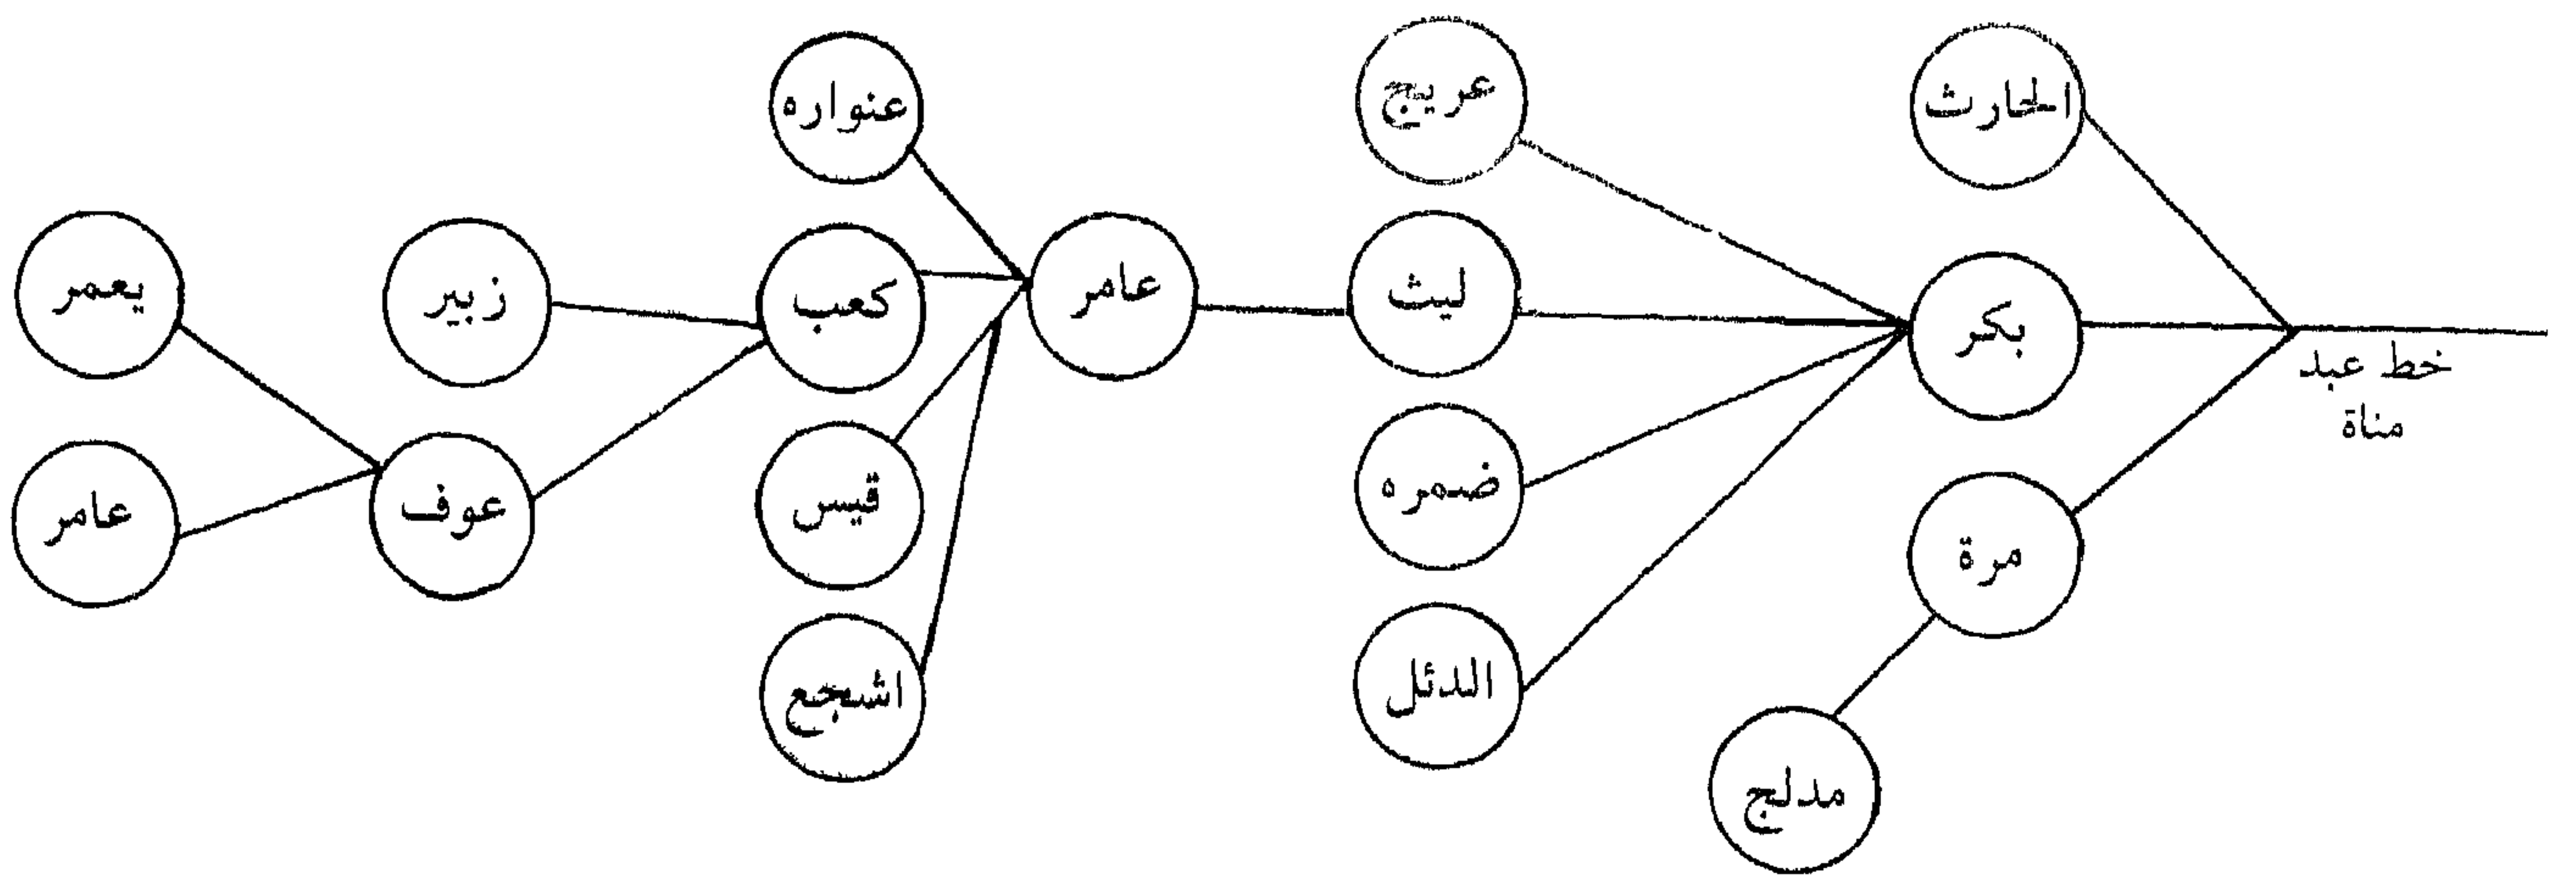 الحارث
بكر
خط عبد
مناة
مرة
مدلج
عريج
ليث
ضمره
الدئل
عامر
عنواره
كعب
قيس
اشجع
زبير
عوف
يعمر
عامر